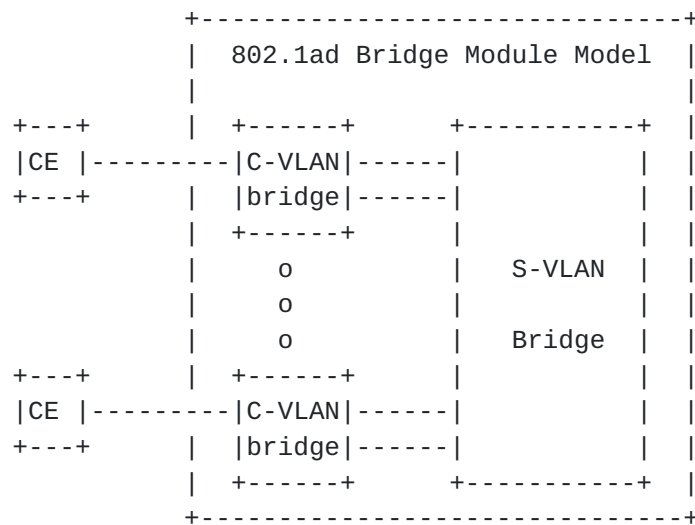 802.1ad Bridge Module Model
CE C-VLAN
bridge
o S-VLAN
o
o Bridge
CE C-VLAN
bridge